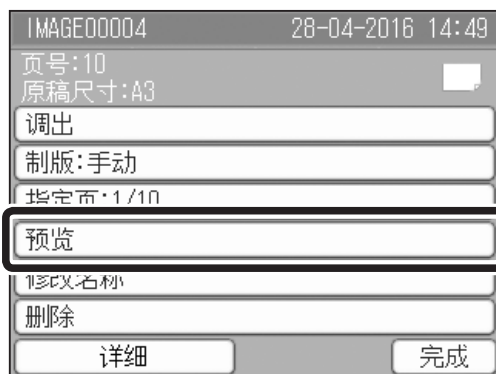 IMAGE00004 28-04-2016 14:49
页号:10
原稿尺寸:A3
调出
制版:手动
指定页:1/10
预览
修改名称
删除
详细 完成